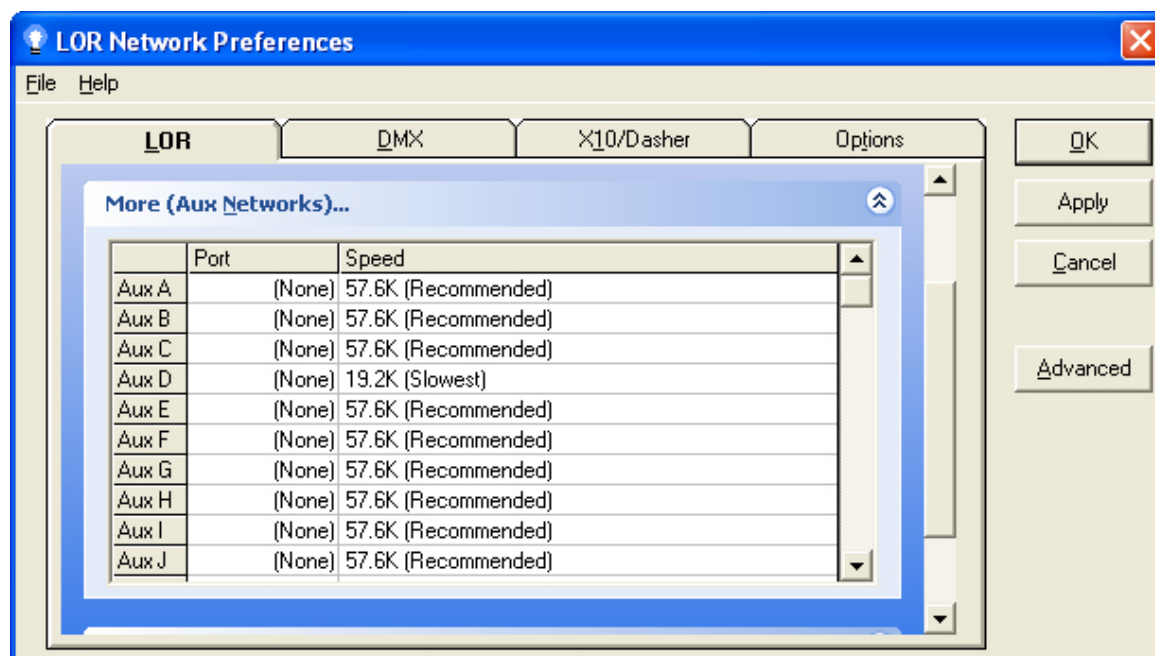 LOR Network Preferences
File Help
LOR DMX X10/Dasher Options
OK
Apply
Cancel
Advanced
More (Aux Networks)...
Port Speed
Aux A (None) 57.6K (Recommended)
Aux B (None) 57.6K (Recommended)
Aux C (None) 57.6K (Recommended)
Aux D (None) 19.2K (Slowest)
Aux E (None) 57.6K (Recommended)
Aux F (None) 57.6K (Recommended)
Aux G (None) 57.6K (Recommended)
Aux H (None) 57.6K (Recommended)
Aux I (None) 57.6K (Recommended)
Aux J (None) 57.6K (Recommended)